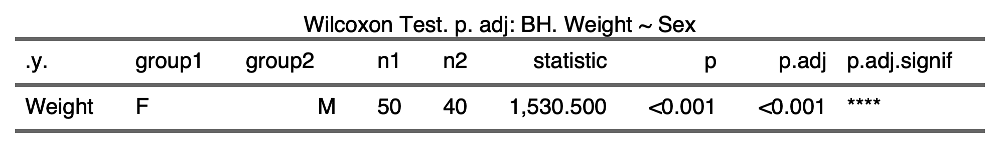 Wilcoxon Test. p. adj: BH. Weight ~ Sex
.y. group1 group2 n1 n2 statistic p p.adj p.adj.signif
Weight F M 50 40 1,530.500 <0.001 <0.001 ****